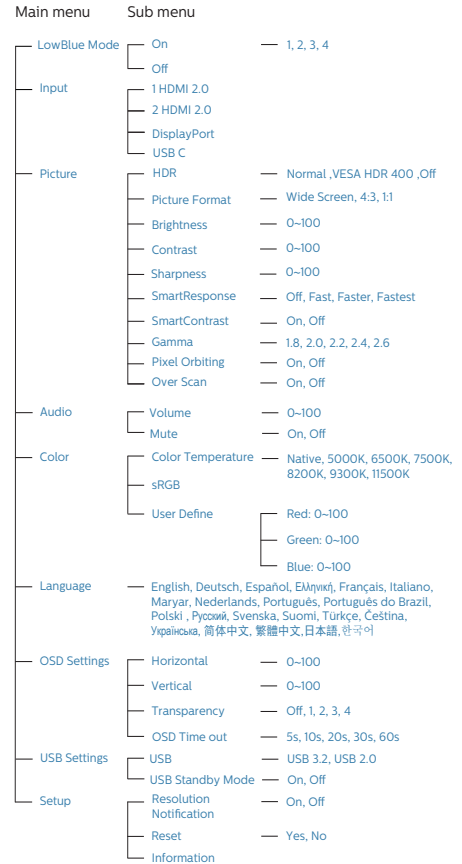 Main menu Sub menu
LowBlue Mode On 1, 2, 3, 4
Off
Input 1 HDMI 2.0
2 HDMI 2.0
DisplayPort
USB C
Picture HDR Normal ,VESA HDR 400 ,Off
Picture Format Wide Screen, 4:3, 1:1
Brightness 0~100
Contrast 0~100
Sharpness 0~100
SmartResponse Off, Fast, Faster, Fastest
SmartContrast On, Off
Gamma 1.8, 2.0, 2.2, 2.4, 2.6
Pixel Orbiting On, Off
Over Scan On, Off
Audio Volume 0~100
Mute On, Off
Color Color Temperature Native, 5000K, 6500K, 7500K,
8200K, 9300K, 11500K
sRGB
User Define Red: 0~100
Green: 0~100
Blue: 0~100
Language English, Deutsch, Español, Ελληνική, Français, Italiano,
Maryar, Nederlands, Português, Português do Brazil,
Polski , Русский, Svenska, Suomi, Türkçe, Čeština,
Українська, 简体中文, 繁體中文,日本語,한국어
OSD Settings Horizontal 0~100
Vertical 0~100
Transparency Off, 1, 2, 3, 4
OSD Time out 5s, 10s, 20s, 30s, 60s
USB Settings USB USB 3.2, USB 2.0
USB Standby Mode On, Off
Setup Resolution On, Off
Notification
Reset Yes, No
Information